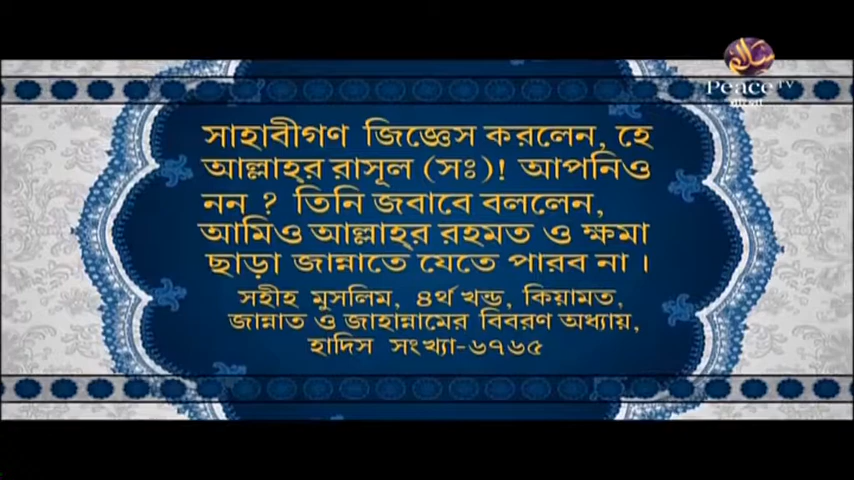 سلام
Peace TV
বাংলা
সাহাবীগণ জিজ্ঞেস করলেন, হে
আল্লাহর রাসূল (সঃ)! আপনিও
নন ? তিনি জবাবে বললেন,
আমিও আল্লাহ্‌র রহমত ও ক্ষমা
ছাড়া জান্নাতে যেতে পারব না ।
সহীহ মুসলিম, ৪র্থ খন্ড, কিয়ামত,
জান্নাত ও জাহান্নামের বিবরণ অধ্যায়,
হাদিস সংখ্যা-৬৭৬৫